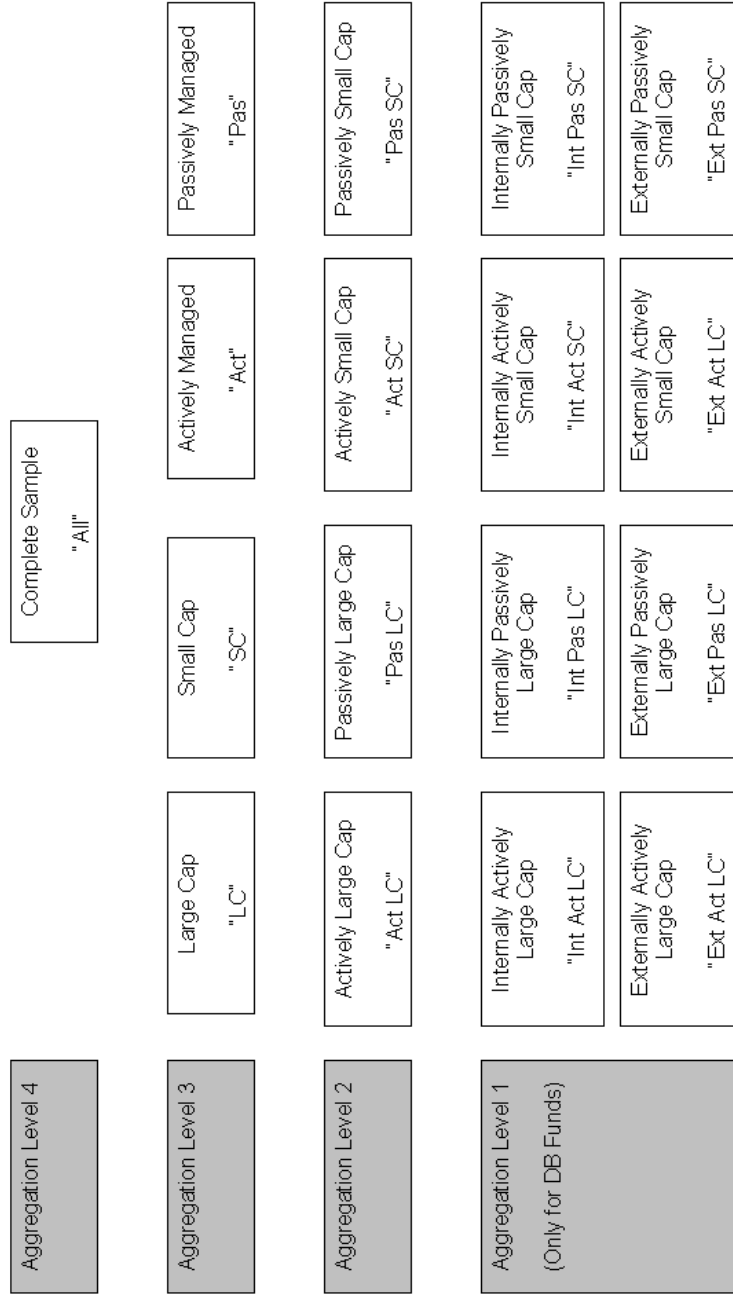 Aggregation Level 4
Complete Sample
"All"
Aggregation Level 3
Large Cap
"LC"
Small Cap
"SC"
Actively Managed
"Act"
Passively Managed
"Pas"
Aggregation Level 2
Actively Large Cap
"Act LC"
Passively Large Cap
"Pas LC"
Actively Small Cap
"Act SC"
Passively Small Cap
"Pas SC"
Aggregation Level 1
(Only for DB Funds)
Internally Actively
Large Cap
"Int Act LC"
Internally Passively
Large Cap
"Int Pas LC"
Internally Actively
Small Cap
"Int Act SC"
Internally Passively
Small Cap
"Int Pas SC"
Externally Actively
Large Cap
"Ext Act LC"
Externally Passively
Large Cap
"Ext Pas LC"
Externally Actively
Small Cap
"Ext Act LC"
Externally Passively
Small Cap
"Ext Pas SC"